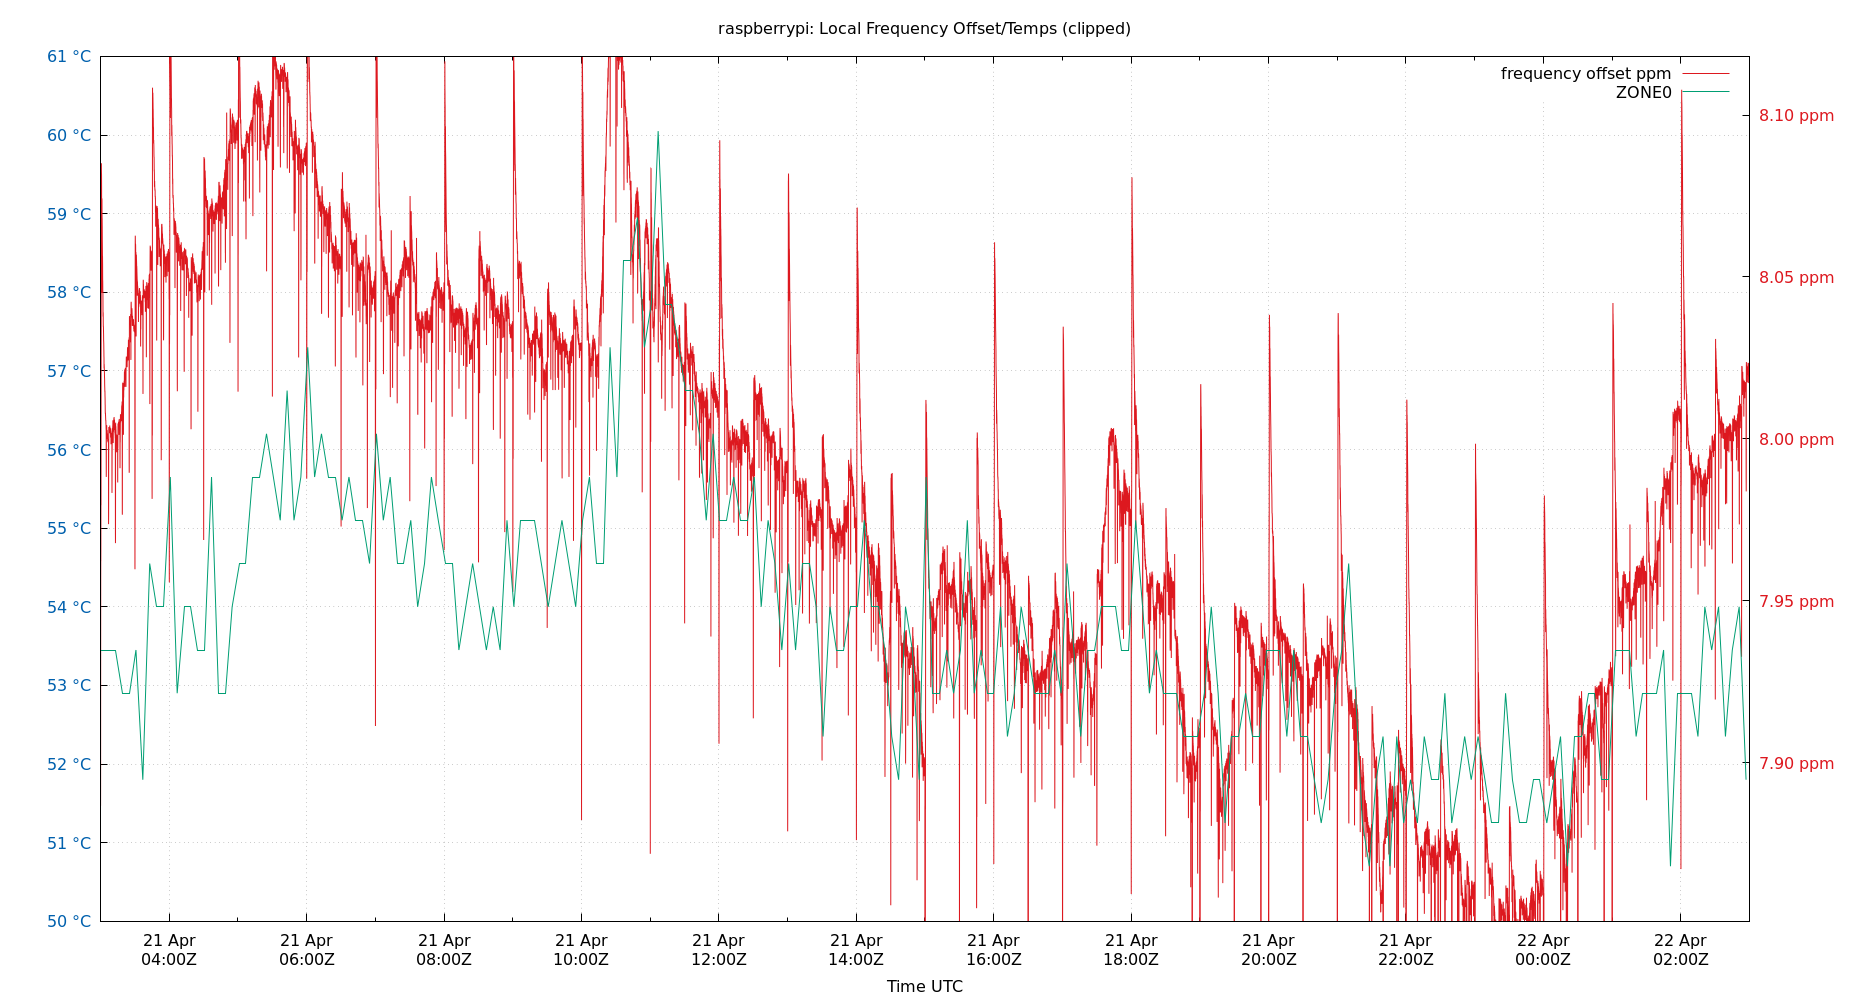 raspberrypi: Local Frequency Offset/Temps (clipped)
frequency offset ppm
ZONE0
61 °C
60 °C
59 °C
58 °C
57 °C
56 °C
55 °C
54 °C
53 °C
52 °C
51 °C
50 °C
8.10 ppm
8.05 ppm
8.00 ppm
7.95 ppm
7.90 ppm
21 Apr
04:00Z
21 Apr
06:00Z
21 Apr
08:00Z
21 Apr
10:00Z
21 Apr
12:00Z
21 Apr
14:00Z
21 Apr
16:00Z
21 Apr
18:00Z
21 Apr
20:00Z
21 Apr
22:00Z
22 Apr
00:00Z
22 Apr
02:00Z
Time UTC